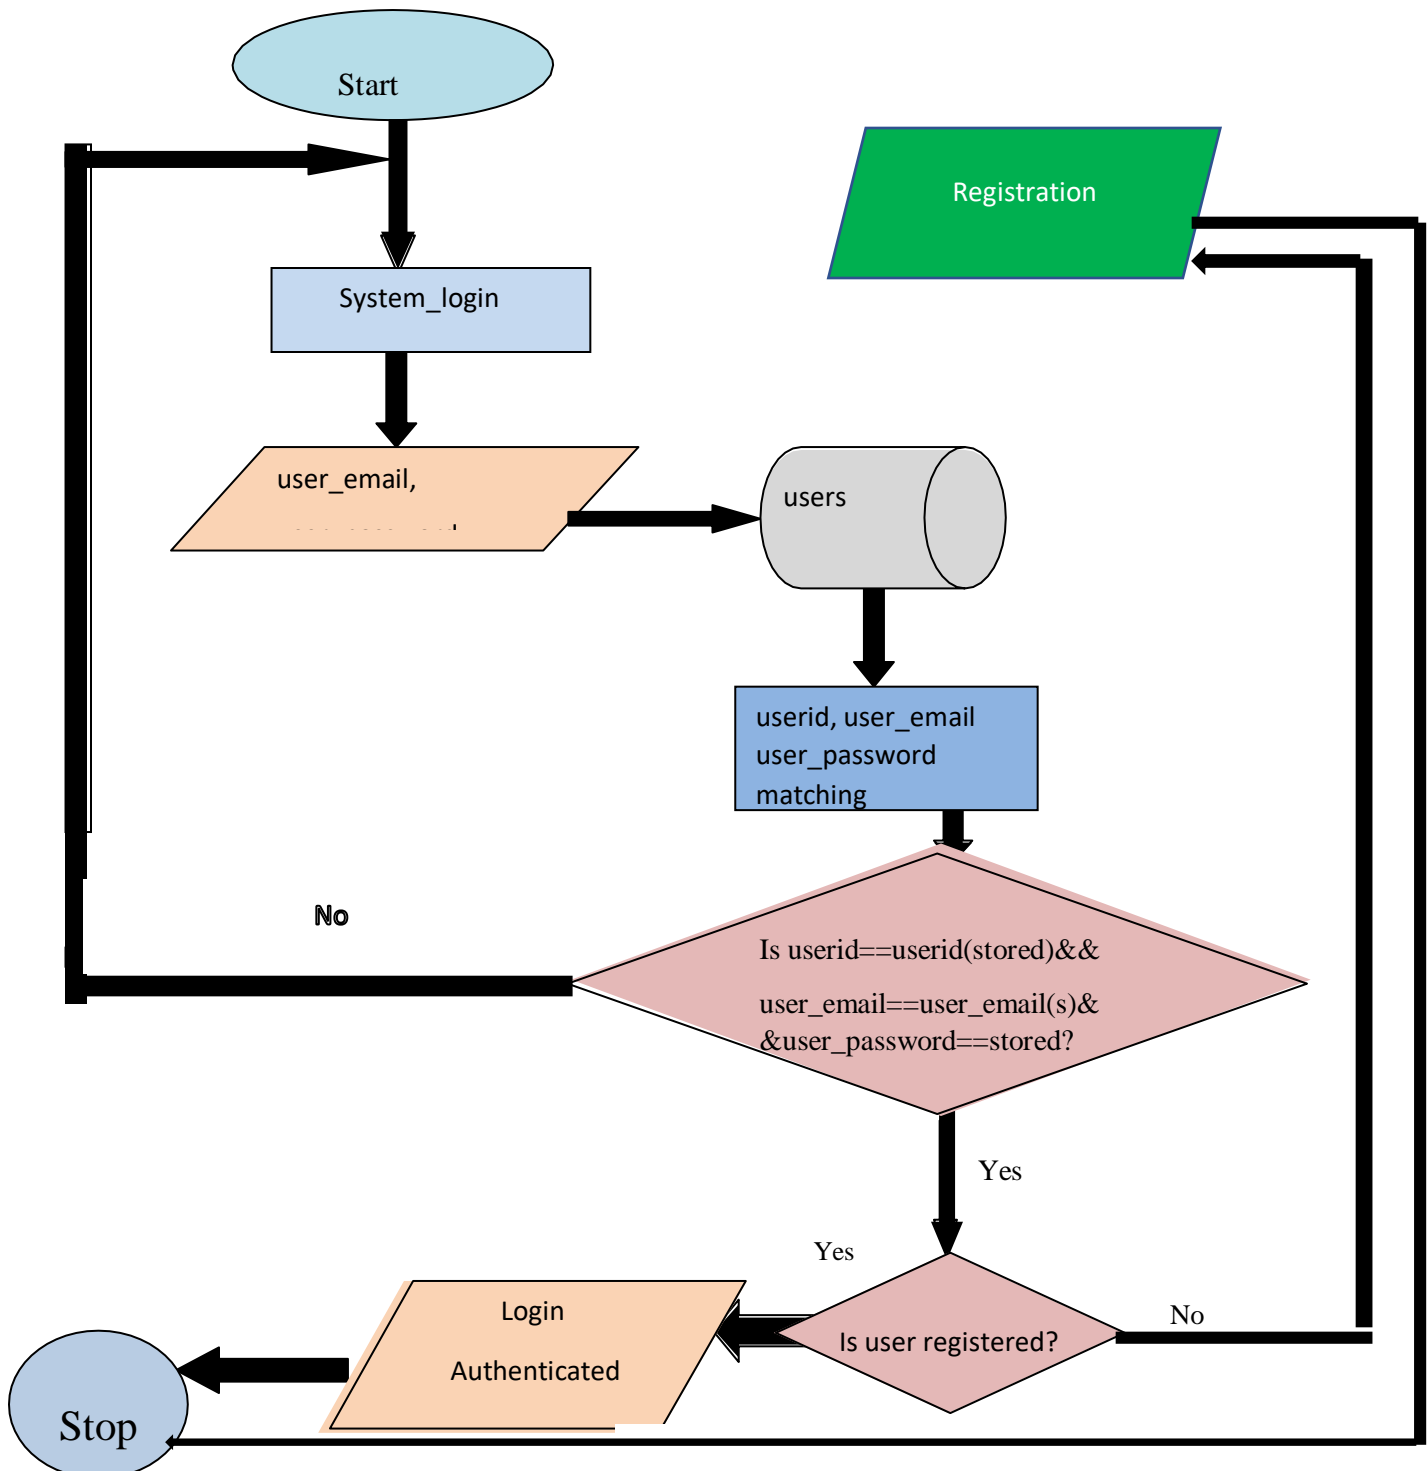 Start
Registration
System_login
user_email,
users
userid, user_email
user_password
matching
No
Is userid==userid(stored)&&
user_email==user_email(s)&
&user_password==stored?
Yes
Yes
No
Is user registered?
Login
Authenticated
Stop